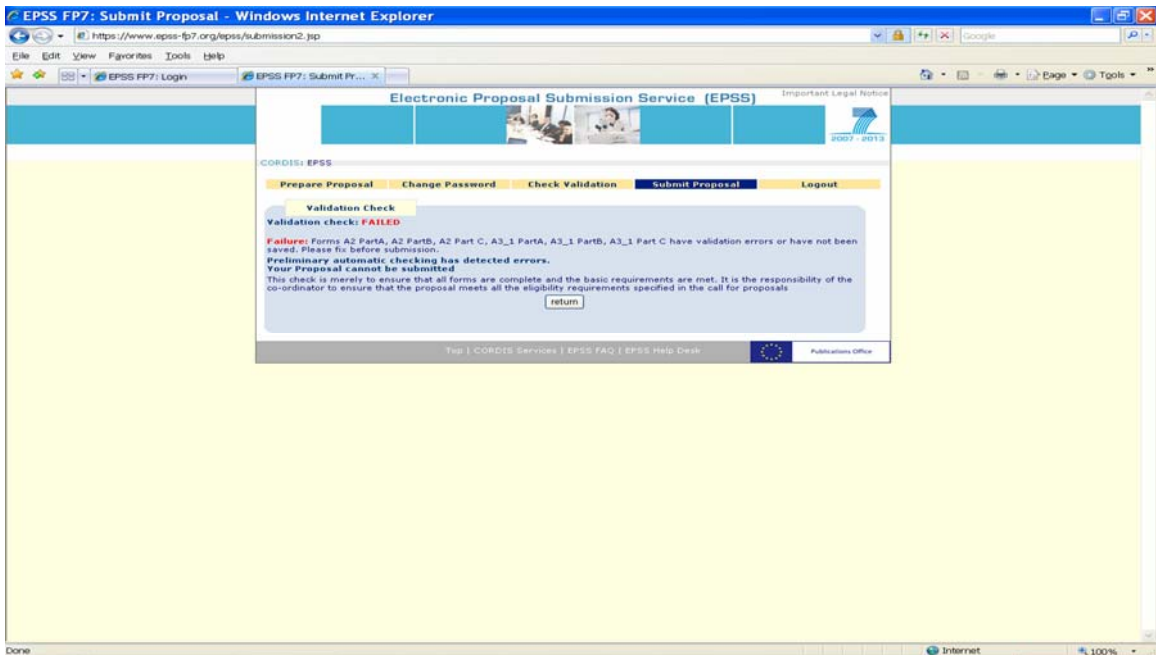 EPSS FP7: Submit Proposal - Windows Internet Explorer
https://www.epss-fp7.org/epss/submission2.jsp
Google
File Edit View Favorites Tools Help
EPSS FP7: Login
EPSS FP7: Submit Pr...
Page
Tools
Electronic Proposal Submission Service (EPSS)
Important Legal Notice
2007 - 2013
CORDIS: EPSS
Prepare Proposal Change Password Check Validation Submit Proposal Logout
Validation Check
Validation check: FAILED
Failure: Forms A2 PartA, A2 PartB, A2 Part C, A3_1 PartA, A3_1 PartB, A3_1 Part C have validation errors or have not been
saved. Please fix before submission.
Preliminary automatic checking has detected errors.
Your Proposal cannot be submitted
This check is merely to ensure that all forms are complete and the basic requirements are met. It is the responsibility of the
co-ordinator to ensure that the proposal meets all the eligibility requirements specified in the call for proposals
return
Top | CORDIS Services | EPSS FAQ | EPSS Help Desk
Publications Office
Done
Internet
100%